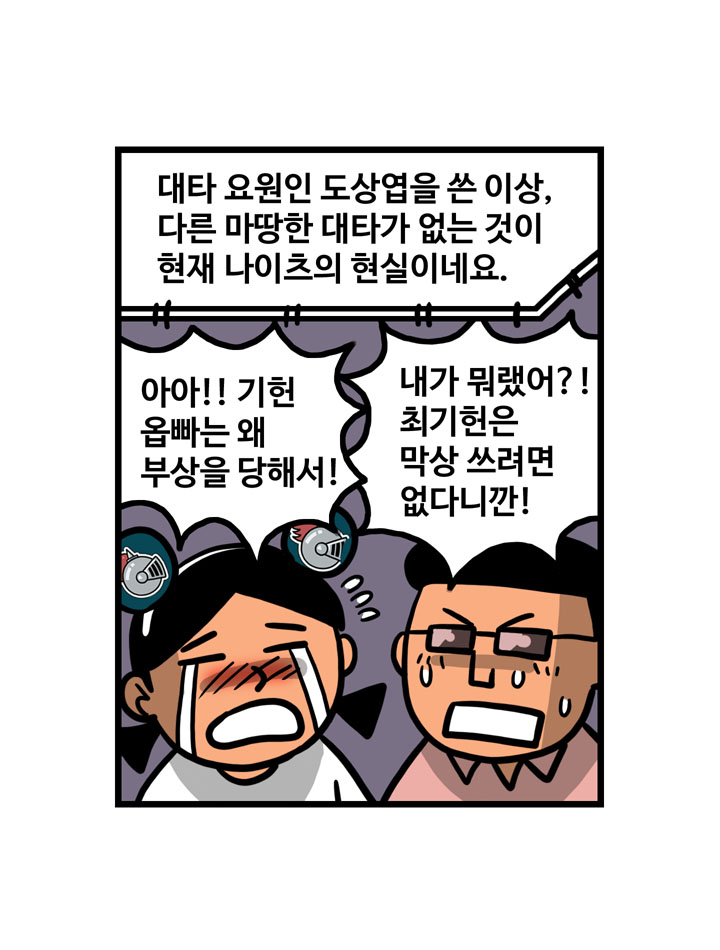 대타 요원인 도상엽을 쓴 이상,
다른 마땅한 대타가 없는 것이
현재 나이츠의 현실이네요.
아아!! 기헌
옵빠는 왜
부상을 당해서!
내가 뭐랬어?!
최기헌은
막상 쓰려면
없다니깐!